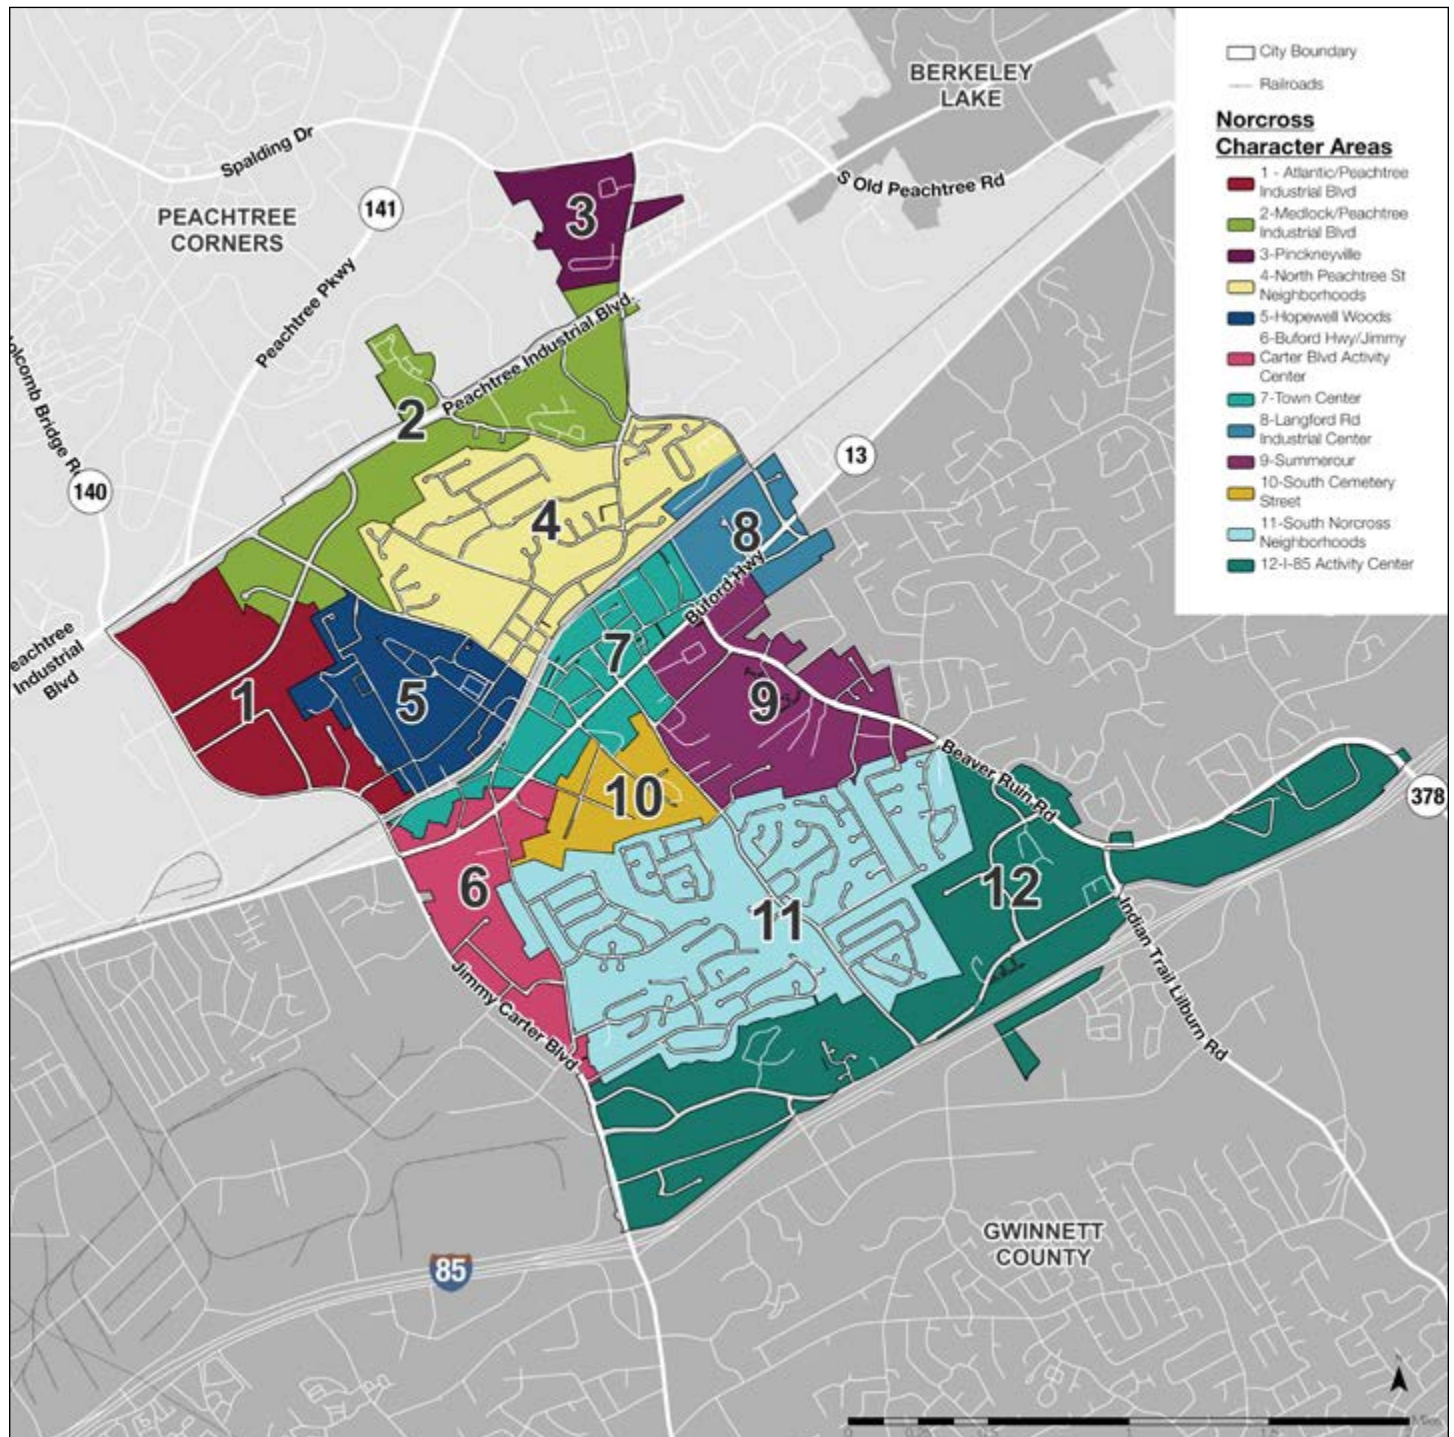 City Boundary
Railroads
Norcross
Character Areas
1 - Atlantic/Peachtree
Industrial Blvd
2-Medlock/Peachtree
Industrial Blvd
3-Pinckneyville
4-North Peachtree St
Neighborhoods
5-Hopewell Woods
6-Buford Hwy/Jimmy
Carter Blvd Activity
Center
7-Town Center
8-Langford Rd
Industrial Center
9-Summerour
10-South Cemetery
Street
11-South Norcross
Neighborhoods
12-I-85 Activity Center
BERKELEY
LAKE
Spalding Dr
S Old Peachtree Rd
PEACHTREE
CORNERS
141
3
Peachtree Pkwy
Peachtree Industrial Blvd.
2
olcomb Bridge Rd
140
13
4
8
Buford Hwy
eachtree
Industrial
Blvd
7
1
5
9
Beaver Ruin Rd
378
10
6
12
11
Indian Trail Lilburn Rd
Jimmy Carter Blvd
GWINNETT
COUNTY
85